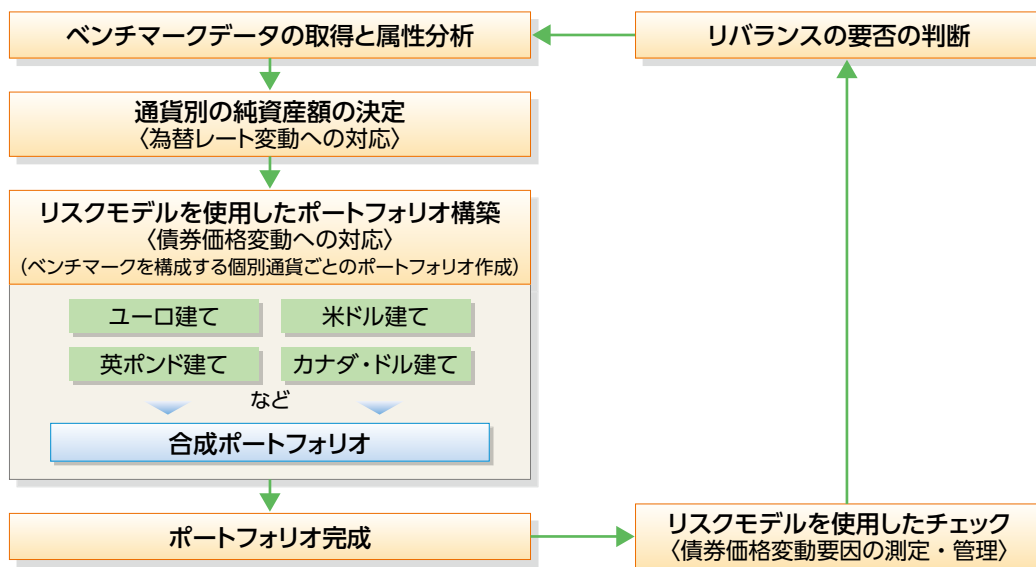 ベンチマークデータの取得と属性分析
リバランスの要否の判断
通貨別の純資産額の決定
〈為替レート変動への対応〉
リスクモデルを使用したポートフォリオ構築
〈債券価格変動への対応〉
（ベンチマークを構成する個別通貨ごとのポートフォリオ作成）
ユーロ建て
米ドル建て
英ポンド建て
カナダ・ドル建て
など
合成ポートフォリオ
ポートフォリオ完成
リスクモデルを使用したチェック
〈債券価格変動要因の測定・管理〉